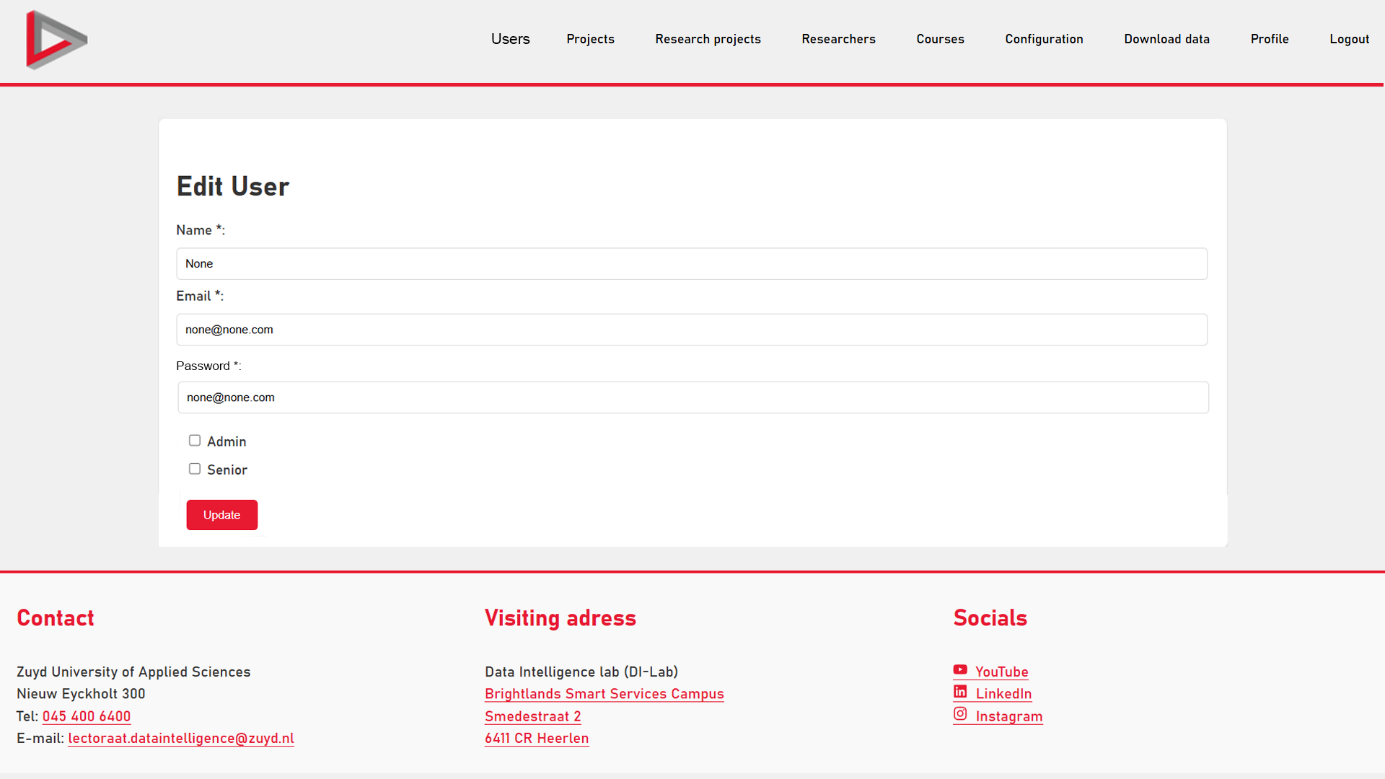 Users Projects Research projects Researchers Courses Configuration Download data Profile Logout
Edit User
Name *:
None
Email *:
none@none.com
Password *:
none@none.com
Admin
Senior
Update
Contact
Zuyd University of Applied Sciences
Nieuw Eyckholt 300
Tel: 045 400 6400
E-mail: lectoraat.dataintelligence@zuyd.nl
Visiting adress
Data Intelligence lab (DI-Lab)
Brightlands Smart Services Campus
Smedestraat 2
6411 CR Heerlen
Socials
YouTube
LinkedIn
Instagram